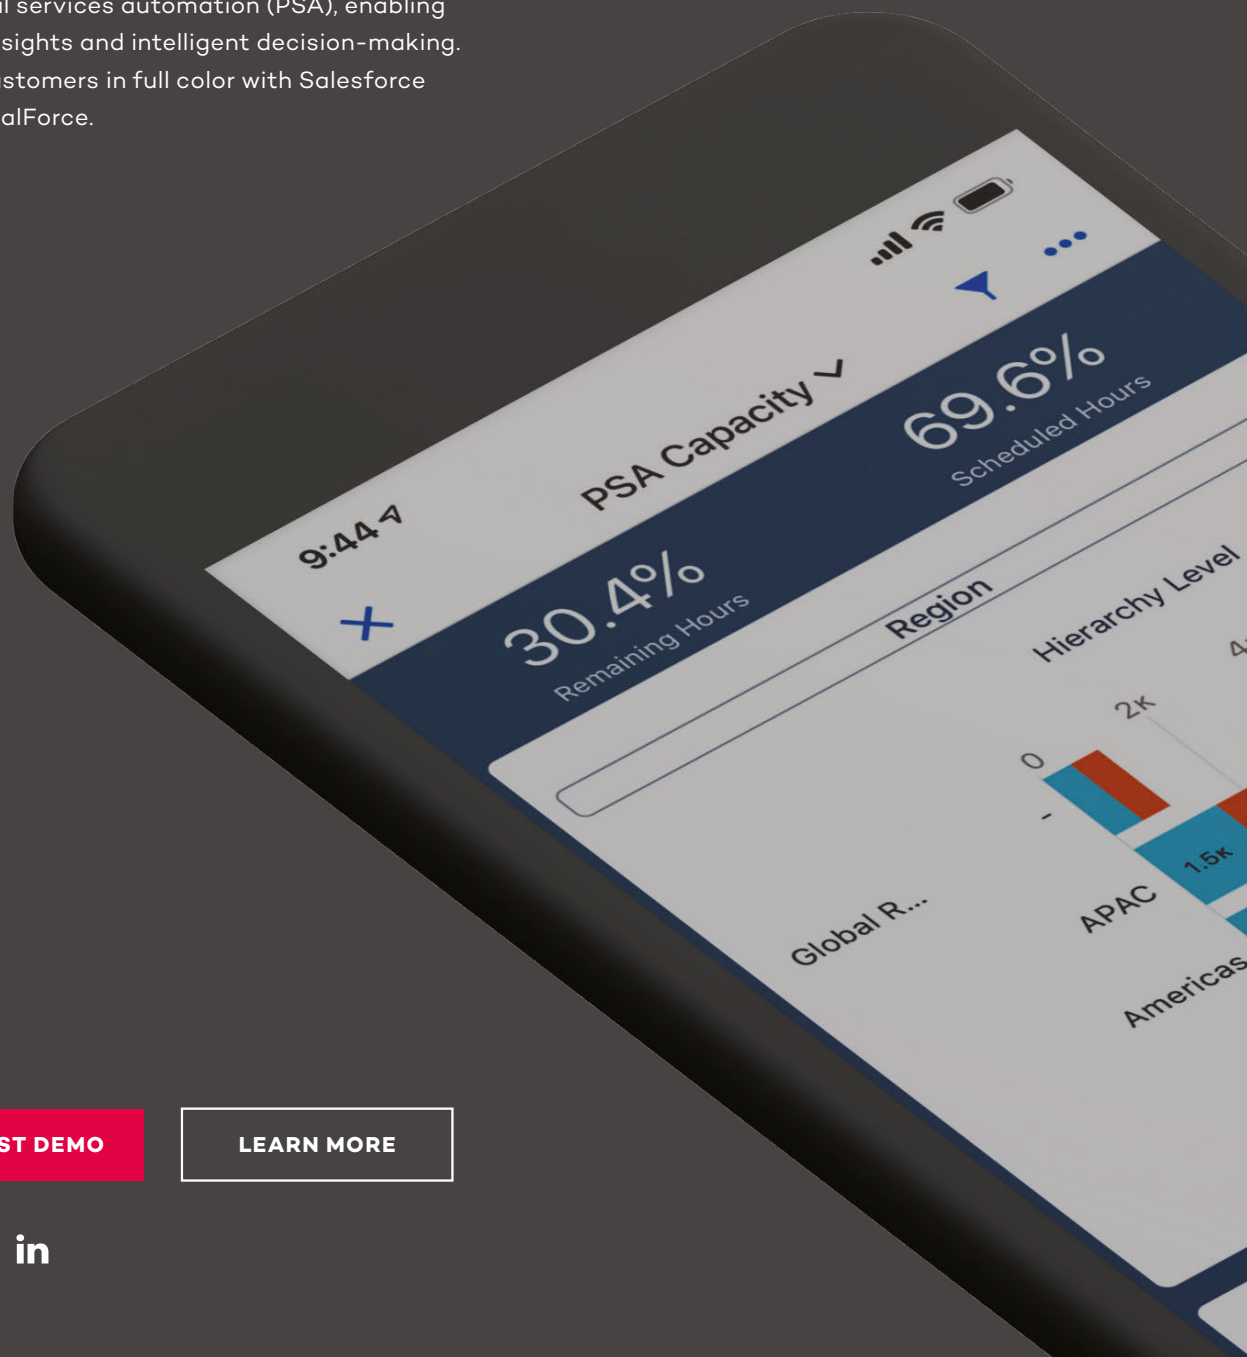 al services automation (PSA), enabling
sights and intelligent decision-making.
ustomers in full color with Salesforce
alForce.
9:44
PSA Capacity
30.4%
Remaining Hours
69.6%
Scheduled Hours
Region
Hierarchy Level
0
2K
-
1.5K
Global R...
APAC
Americas
ST DEMO
LEARN MORE
in